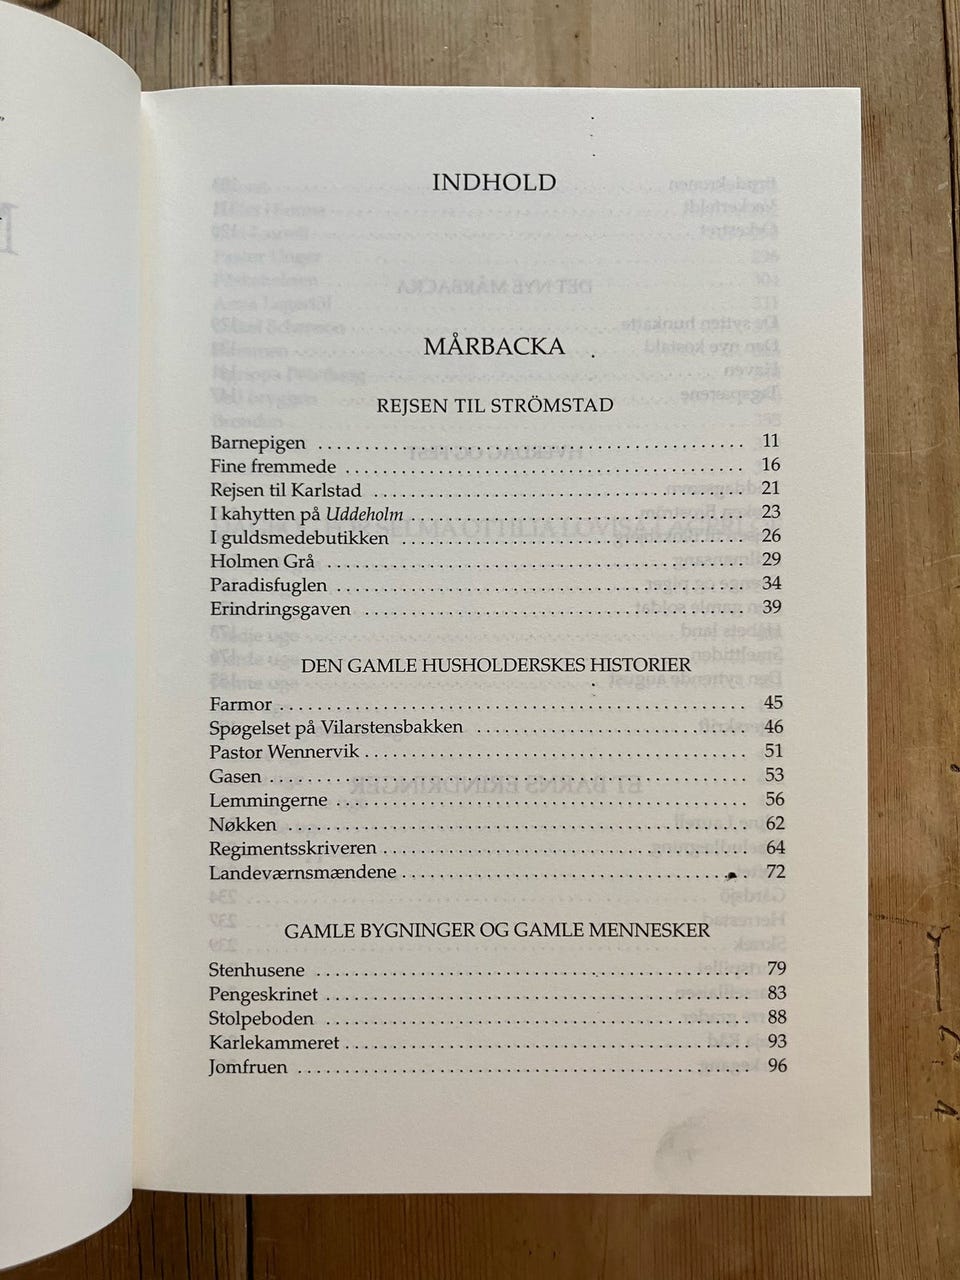 INDHOLD
MÅRBACKA
REJSEN TIL STRÖMSTAD
Barnepigen 11
Fine fremmede 16
Rejsen til Karlstad 21
I kahytten på Uddeholm 23
I guldsmedebutikken 26
Holmen Grå 29
Paradisfuglen 34
Erindringsgaven 39
DEN GAMLE HUSHOLDERSKES HISTORIER
Farmor 45
Spøgelset på Vilarstensbakken 46
Pastor Wennervik 51
Gasen 53
Lemmingerne 56
Nøkken 62
Regimentsskriveren 64
Landeværnsmændene 72
GAMLE BYGNINGER OG GAMLE MENNESKER
Stenhusene 79
Pengeskrinet 83
Stolpeboden 88
Karlekammeret 93
Jomfruen 96